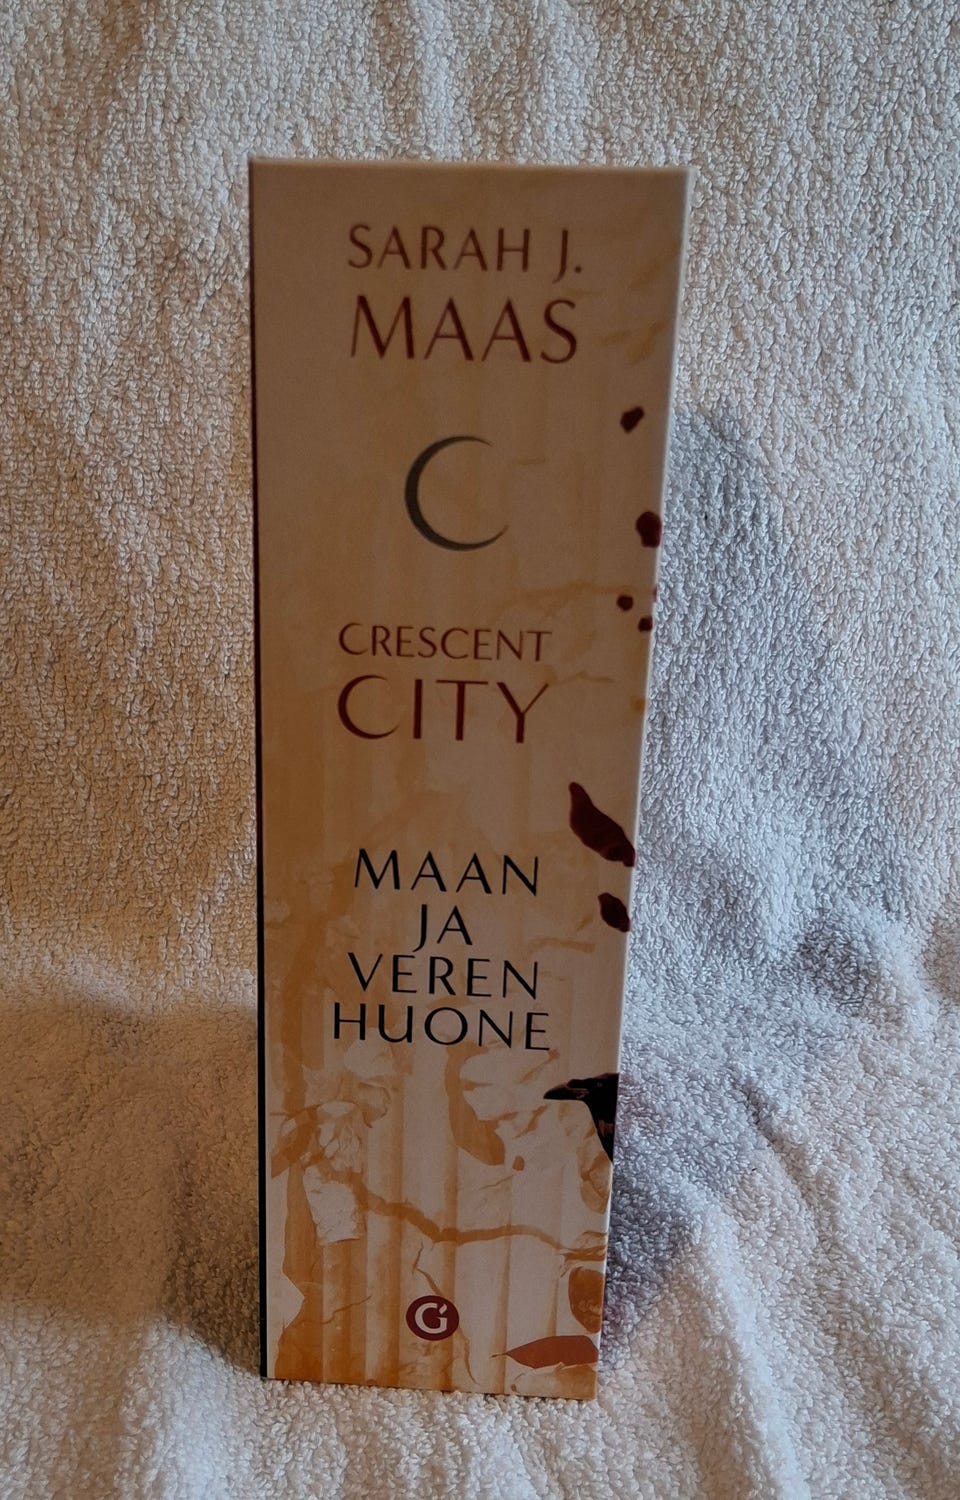 SARAH J.
MAAS
CRESCENT
CITY
MAAN
JA
VEREN
HUONE
G